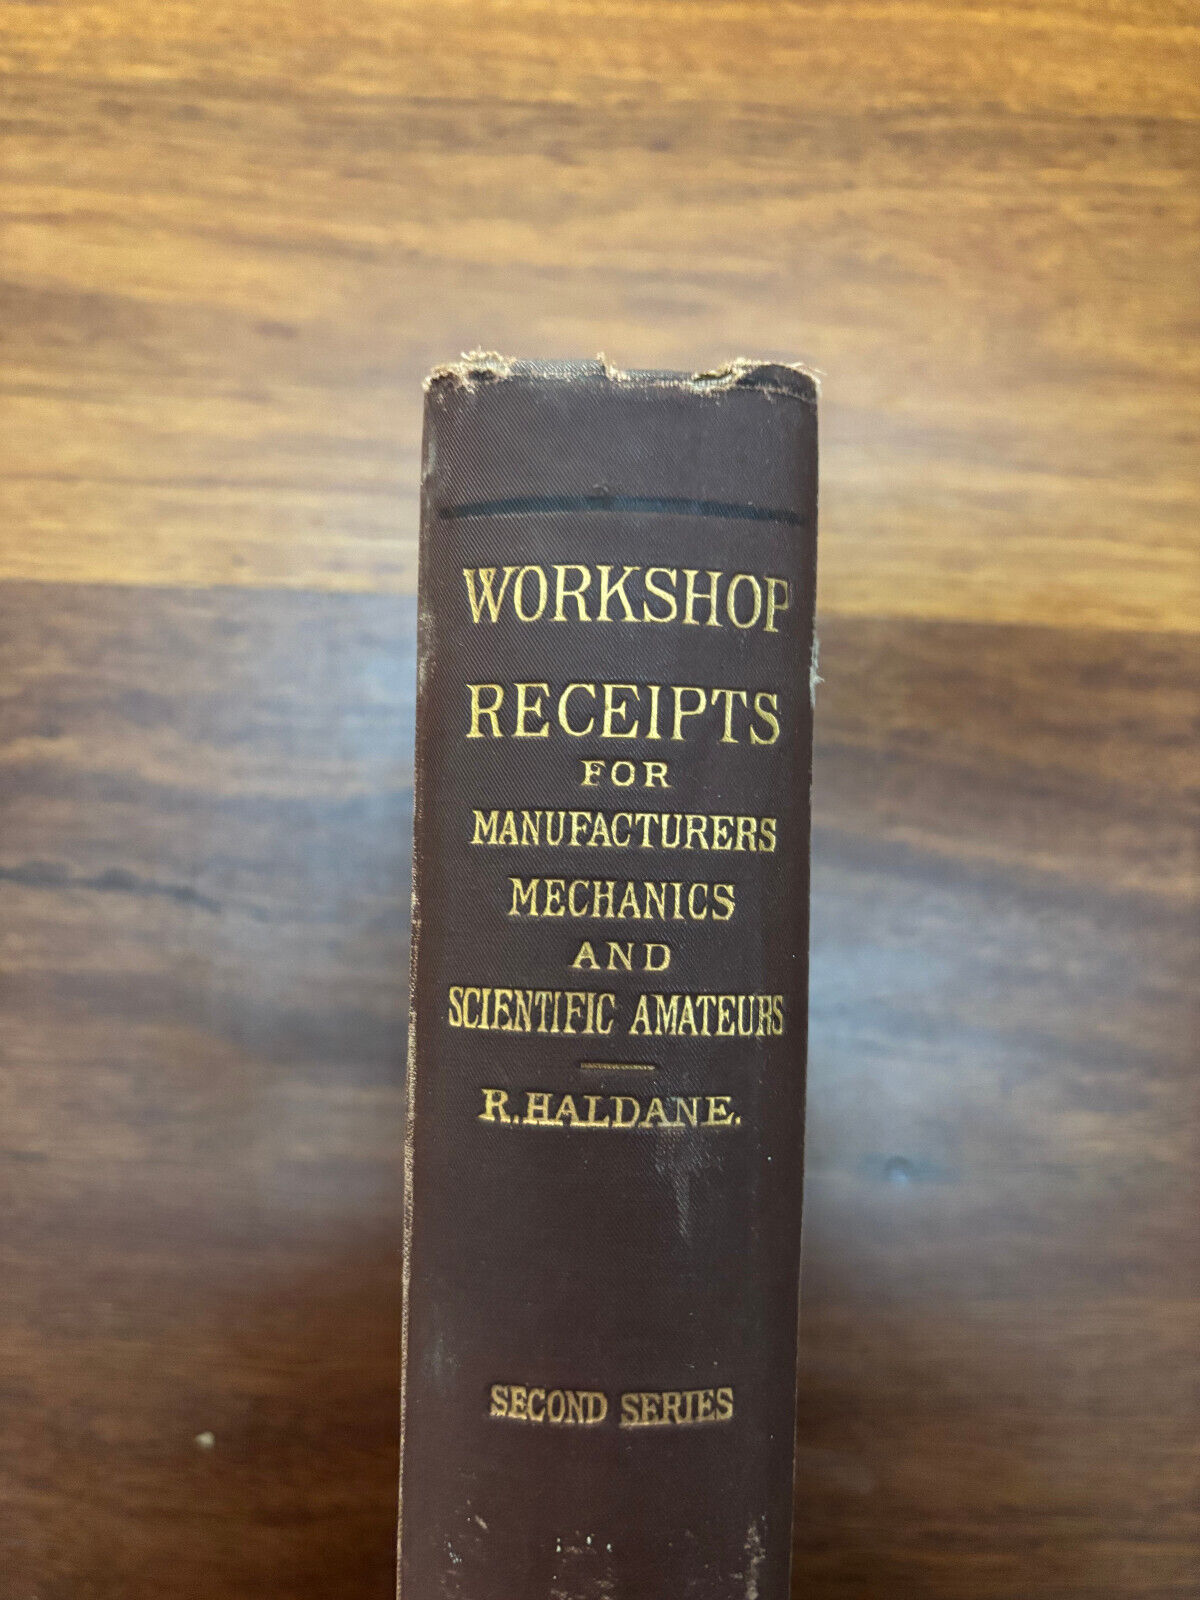 WORKSHOP
RECEIPTS
FOR
MANUFACTURERS
MECHANICS
AND
SCIENTIFIC AMATEURS
R. HALDANE.
SECOND SERIES